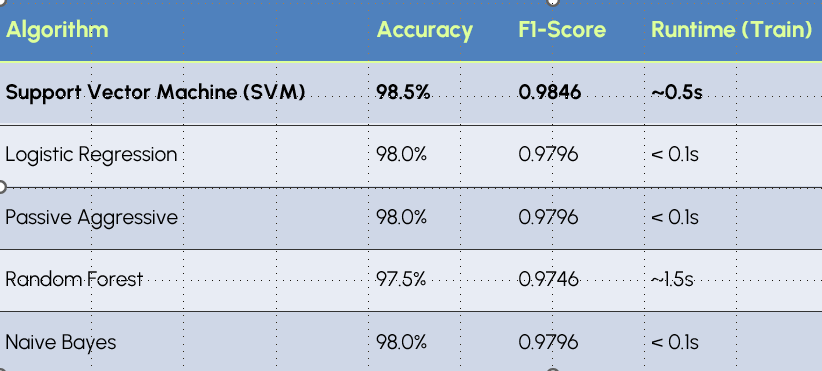 Algorithm Accuracy F1-Score Runtime (Train)
Support Vector Machine (SVM) 98.5% 0.9846 ~0.5s
Logistic Regression 98.0% 0.9796 < 0.1s
Passive Aggressive 98.0% 0.9796 < 0.1s
Random Forest 97.5% 0.9746 ~1.5s
Naive Bayes 98.0% 0.9796 < 0.1s